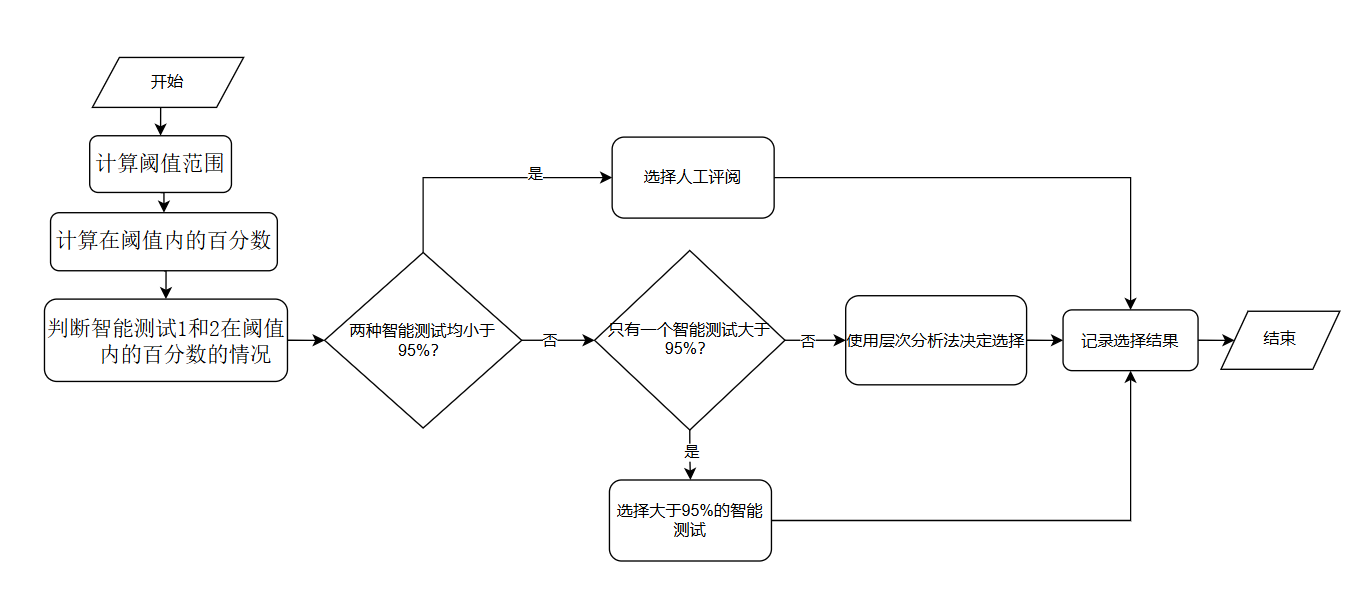 开始
计算阈值范围
计算在阈值内的百分数
判断智能测试1和2在阈值
内的百分数的情况
两种智能测试均小于
95%?
是
选择人工评阅
否
只有一个智能测试大于
95%?
否
使用层次分析法决定选择
是
选择大于95%的智能
测试
记录选择结果
结束